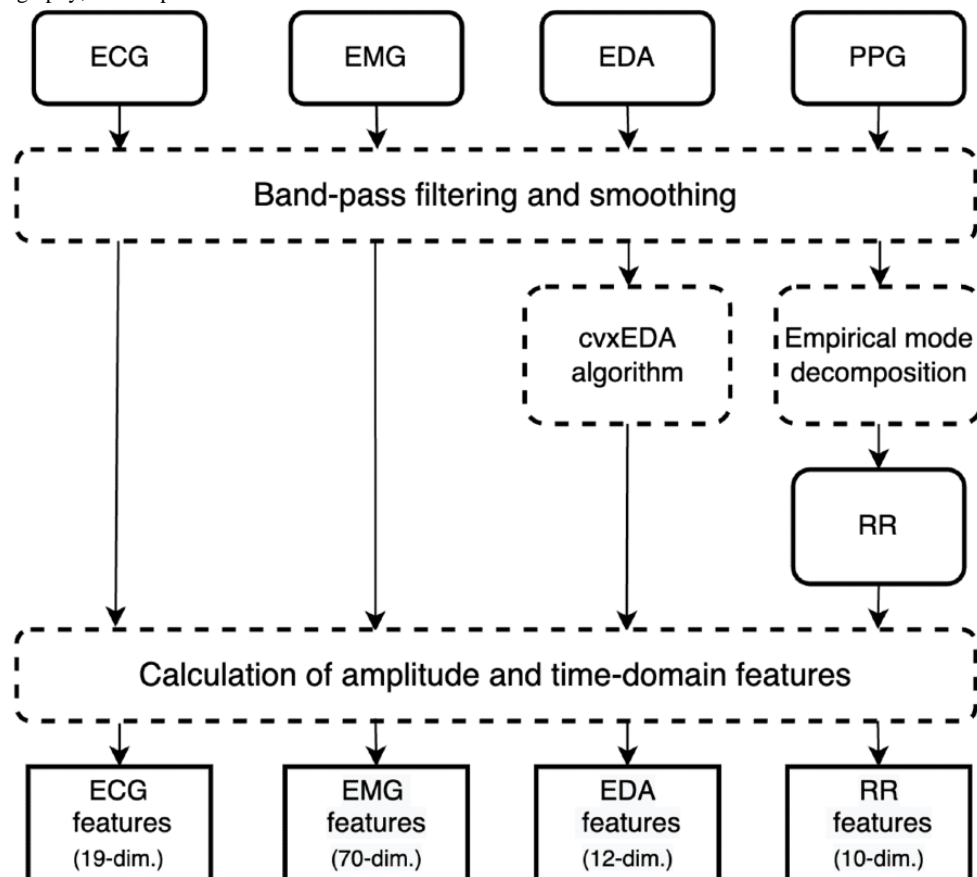 ECG EMG EDA PPG
Band-pass filtering and smoothing
cvxEDA
algorithm
Empirical mode
decomposition
RR
Calculation of amplitude and time-domain features
ECG
features
(19-dim.)
EMG
features
(70-dim.)
EDA
features
(12-dim.)
RR
features
(10-dim.)